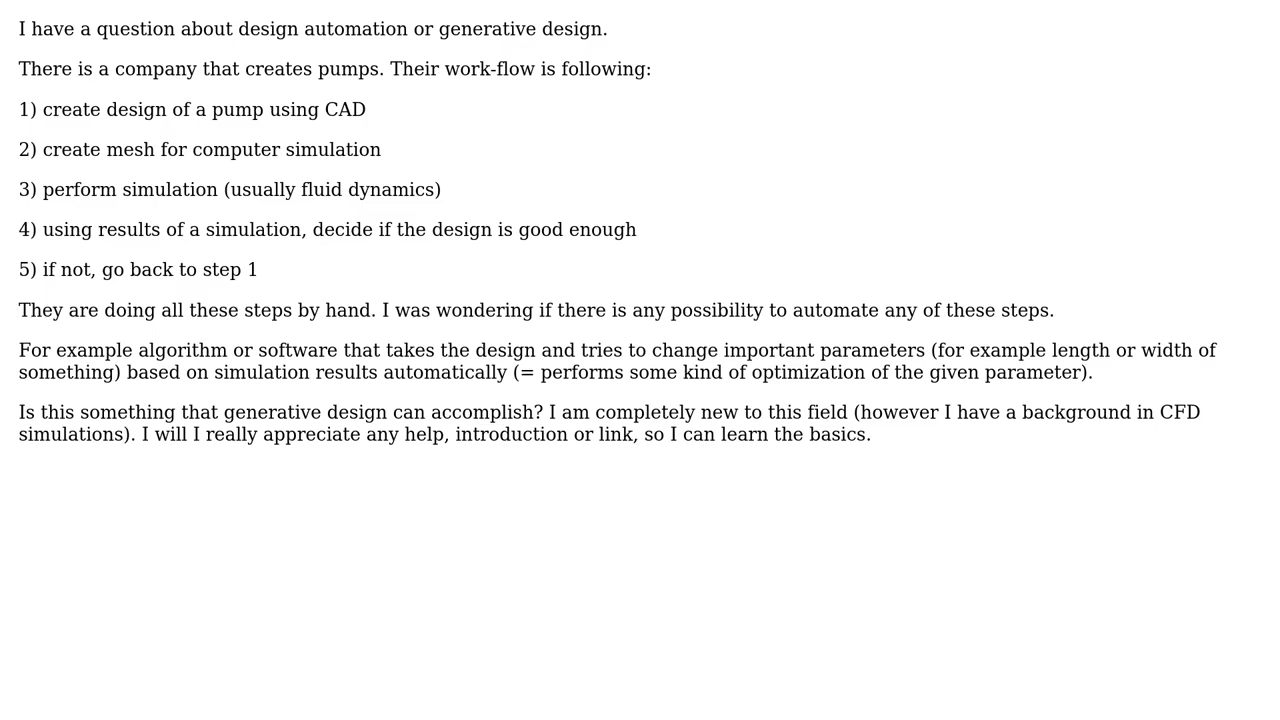 I have a question about design automation or generative design.
There is a company that creates pumps. Their work-flow is following:
1) create design of a pump using CAD
2) create mesh for computer simulation
3) perform simulation (usually fluid dynamics)
4) using results of a simulation, decide if the design is good enough
5) if not, go back to step 1
They are doing all these steps by hand. I was wondering if there is any possibility to automate any of these steps.
For example algorithm or software that takes the design and tries to change important parameters (for example length or width of
something) based on simulation results automatically (= performs some kind of optimization of the given parameter).
Is this something that generative design can accomplish? I am completely new to this field (however I have a background in CFD
simulations). I will I really appreciate any help, introduction or link, so I can learn the basics.